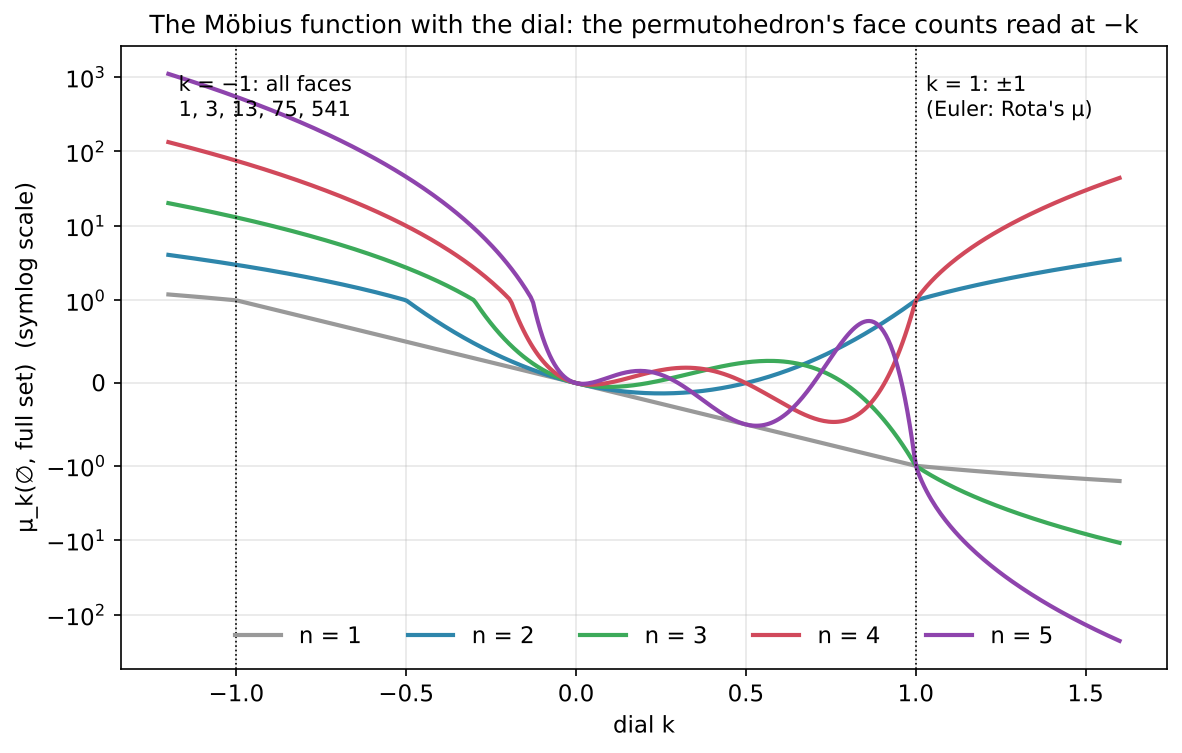 The Möbius function with the dial: the permutohedron's face counts read at −k
k = −1: all faces
1, 3, 13, 75, 541
k = 1: ±1
(Euler: Rota's μ)
10³
10²
10¹
10⁰
0
−10⁰
−10¹
−10²
μ_k(∅, full set) (symlog scale)
n = 1
n = 2
n = 3
n = 4
n = 5
−1.0
−0.5
0.0
0.5
1.0
1.5
dial k